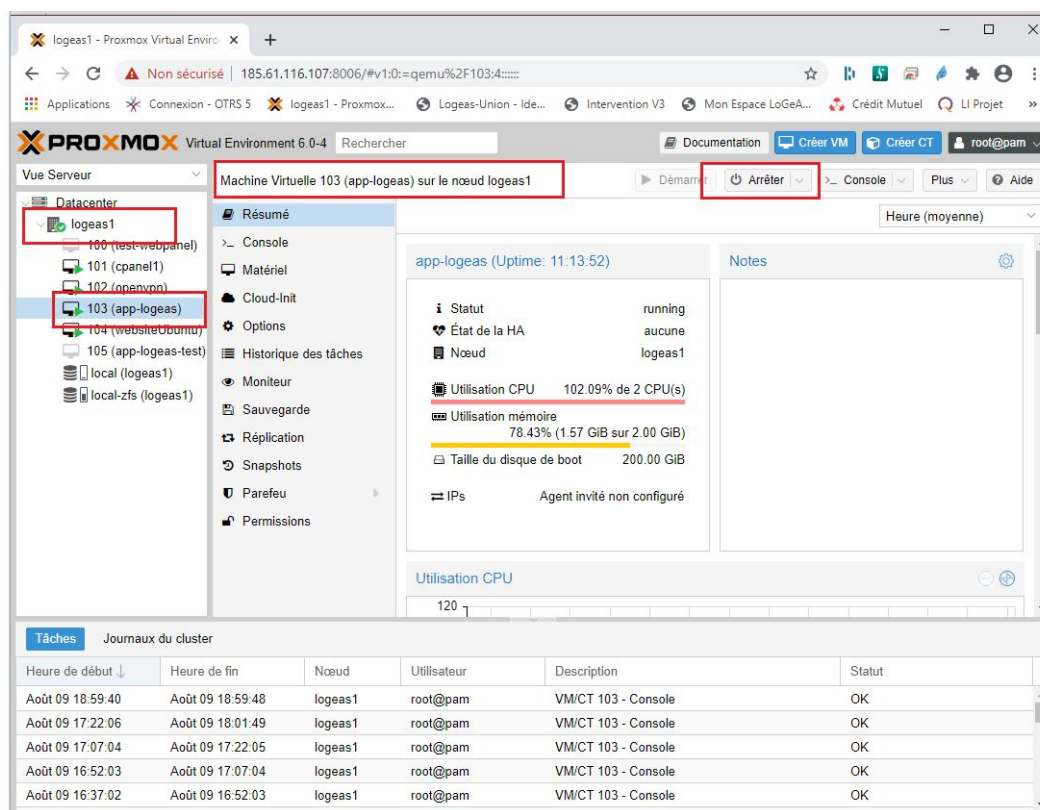 logeas1 - Proxmox Virtual Enviro
Non sécurisé 185.61.116.107:8006/#v1:0:=qemu%2F103:4::::::
Applications Connexion - OTRS 5 logeas1 - Proxmox... Logeas-Union - Ide... Intervention V3 Mon Espace LoGeA... Crédit Mutuel LI Projet »
PROXMOX Virtual Environment 6.0-4 Rechercher Documentation Créer VM Créer CT root@pam
Vue Serveur
Machine Virtuelle 103 (app-logeas) sur le nœud logeas1 Démarrer Arrêter Console Plus Aide
Datacenter
logeas1
100 (test-webpanel)
101 (cpanel1)
102 (openvpn)
103 (app-logeas)
104 (websiteUbuntu)
105 (app-logeas-test)
local (logeas1)
local-zfs (logeas1)
Résumé
Console
Matériel
Cloud-Init
Options
Historique des tâches
Moniteur
Sauvegarde
Réplication
Snapshots
Parefeu
Permissions
Heure (moyenne)
app-logeas (Uptime: 11:13:52)
Statut running
État de la HA aucune
Nœud logeas1
Utilisation CPU 102.09% de 2 CPU(s)
Utilisation mémoire
78.43% (1.57 GiB sur 2.00 GiB)
Taille du disque de boot 200.00 GiB
IPs Agent invité non configuré
Notes
Utilisation CPU
120
Tâches Journaux du cluster
Heure de début Heure de fin Nœud Utilisateur Description Statut
Août 09 18:59:40 Août 09 18:59:48 logeas1 root@pam VM/CT 103 - Console OK
Août 09 17:22:06 Août 09 18:01:49 logeas1 root@pam VM/CT 103 - Console OK
Août 09 17:07:04 Août 09 17:22:05 logeas1 root@pam VM/CT 103 - Console OK
Août 09 16:52:03 Août 09 17:07:04 logeas1 root@pam VM/CT 103 - Console OK
Août 09 16:37:02 Août 09 16:52:03 logeas1 root@pam VM/CT 103 - Console OK